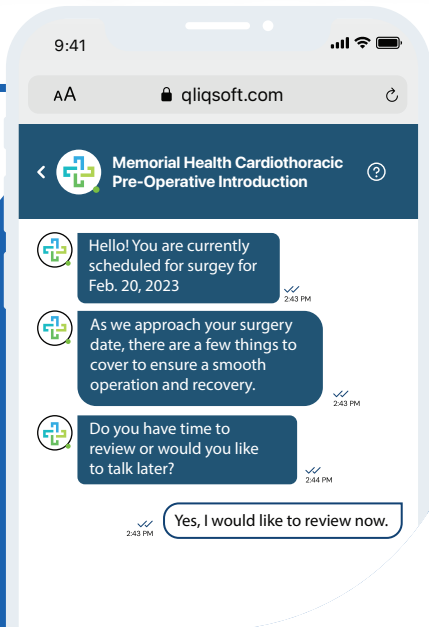 9:41
AA qliqsoft.com
Memorial Health Cardiothoracic
Pre-Operative Introduction
?
Hello! You are currently
scheduled for surgey for
Feb. 20, 2023
2:43 PM
As we approach your surgery
date, there are a few things to
cover to ensure a smooth
operation and recovery.
2:43 PM
Do you have time to
review or would you like
to talk later?
2:44 PM
Yes, I would like to review now.
2:43 PM